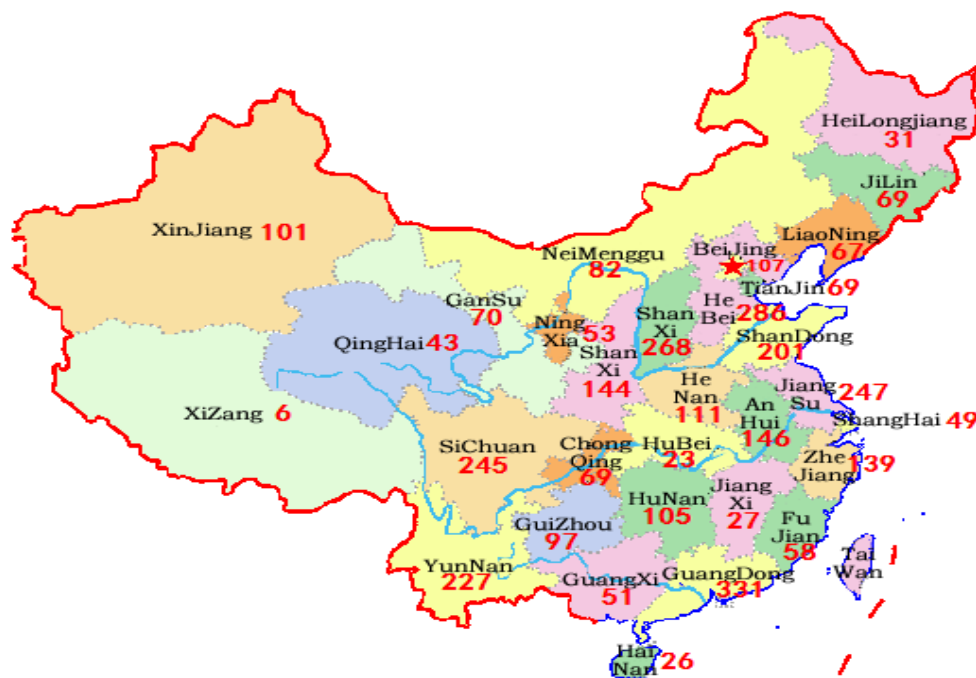 HeiLongjiang
31
JiLin
69
LiaoNing
67
BeiJing
107
TianJin 69
XinJiang 101
NeiMenggu
82
GanSu
70
Ning
Xia
53
QingHai 43
Shan
Xi
268
He
Bei
286
ShanDong
201
Shan
Xi
144
He
Nan
111
Jiang
Su
247
An
Hui
146
ShangHai 49
XiZang 6
SiChuan
245
Chong
Qing
69
HuBei
23
Zhe
Jiang
139
HuNan
105
Jiang
Xi
27
GuiZhou
97
Fu
Jian
58
Tai
Wan
YunNan
227
GuangXi
51
GuangDong
331
Hai
Nan
26